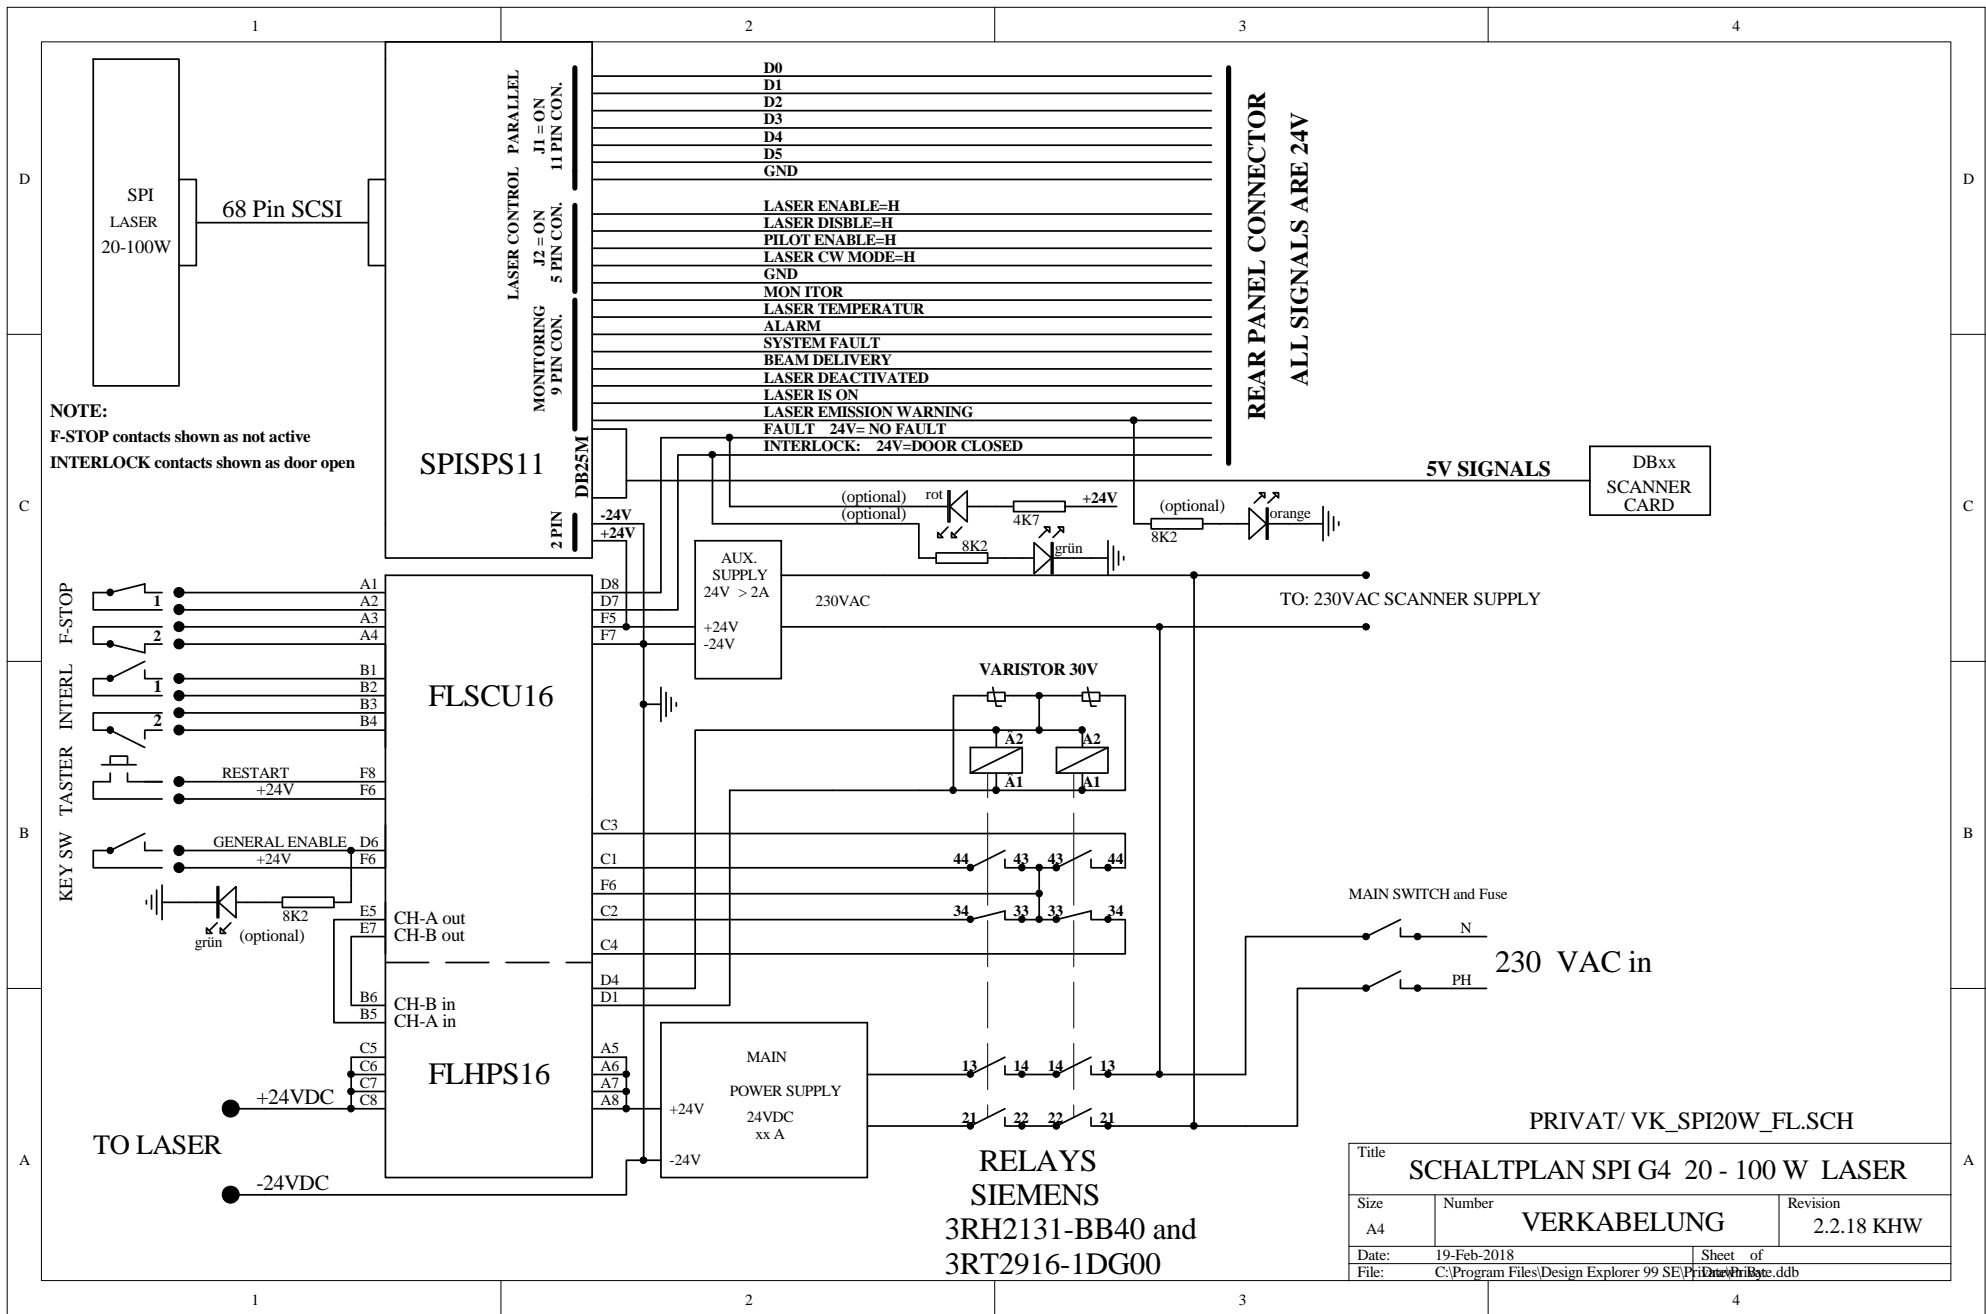 1
2
3
4
D
C
B
A
D
C
B
A
1
2
3
4
SPI
LASER
20-100W
68 Pin SCSI
SPISPS11
LASER CONTROL PARALLEL
J1 = ON
11 PIN CON.
J2 = ON
5 PIN CON.
MONITORING
9 PIN CON.
DB25M
2 PIN
D0
D1
D2
D3
D4
D5
GND
LASER ENABLE=H
LASER DISBLE=H
PILOT ENABLE=H
LASER CW MODE=H
GND
MON ITOR
LASER TEMPERATUR
ALARM
SYSTEM FAULT
BEAM DELIVERY
LASER DEACTIVATED
LASER IS ON
LASER EMISSION WARNING
FAULT 24V= NO FAULT
INTERLOCK: 24V=DOOR CLOSED
REAR PANEL CONNECTOR
ALL SIGNALS ARE 24V
NOTE:
F-STOP contacts shown as not active
INTERLOCK contacts shown as door open
5V SIGNALS
DBxx
SCANNER
CARD
-24V
+24V
(optional)
(optional)
rot
4K7
+24V
8K2
grün
(optional)
8K2
orange
AUX.
SUPPLY
24V > 2A
+24V
-24V
230VAC
TO: 230VAC SCANNER SUPPLY
F-STOP
1
2
A1
A2
A3
A4
INTERL
1
2
B1
B2
B3
B4
TASTER
RESTART
+24V
F8
F6
KEY SW
GENERAL ENABLE
+24V
D6
F6
8K2
grün
(optional)
FLSCU16
D8
D7
F5
F7
C3
C1
F6
C2
C4
D4
D1
E5
E7
CH-A out
CH-B out
B6
B5
CH-B in
CH-A in
C5
C6
C7
C8
FLHPS16
A5
A6
A7
A8
+24VDC
TO LASER
-24VDC
MAIN
POWER SUPPLY
24VDC
xx A
+24V
-24V
VARISTOR 30V
Â2
A2
Â1
A1
44
43
43
44
34
33
33
34
13
14
14
13
21
22
22
21
MAIN SWITCH and Fuse
N
PH
230 VAC in
RELAYS
SIEMENS
3RH2131-BB40 and
3RT2916-1DG00
PRIVAT/ VK_SPI20W_FL.SCH
Title
SCHALTPLAN SPI G4 20 - 100 W LASER
Size
A4
Number
VERKABELUNG
Revision
2.2.18 KHW
Date:
19-Feb-2018
Sheet of
File:
C:\Program Files\Design Explorer 99 SE\